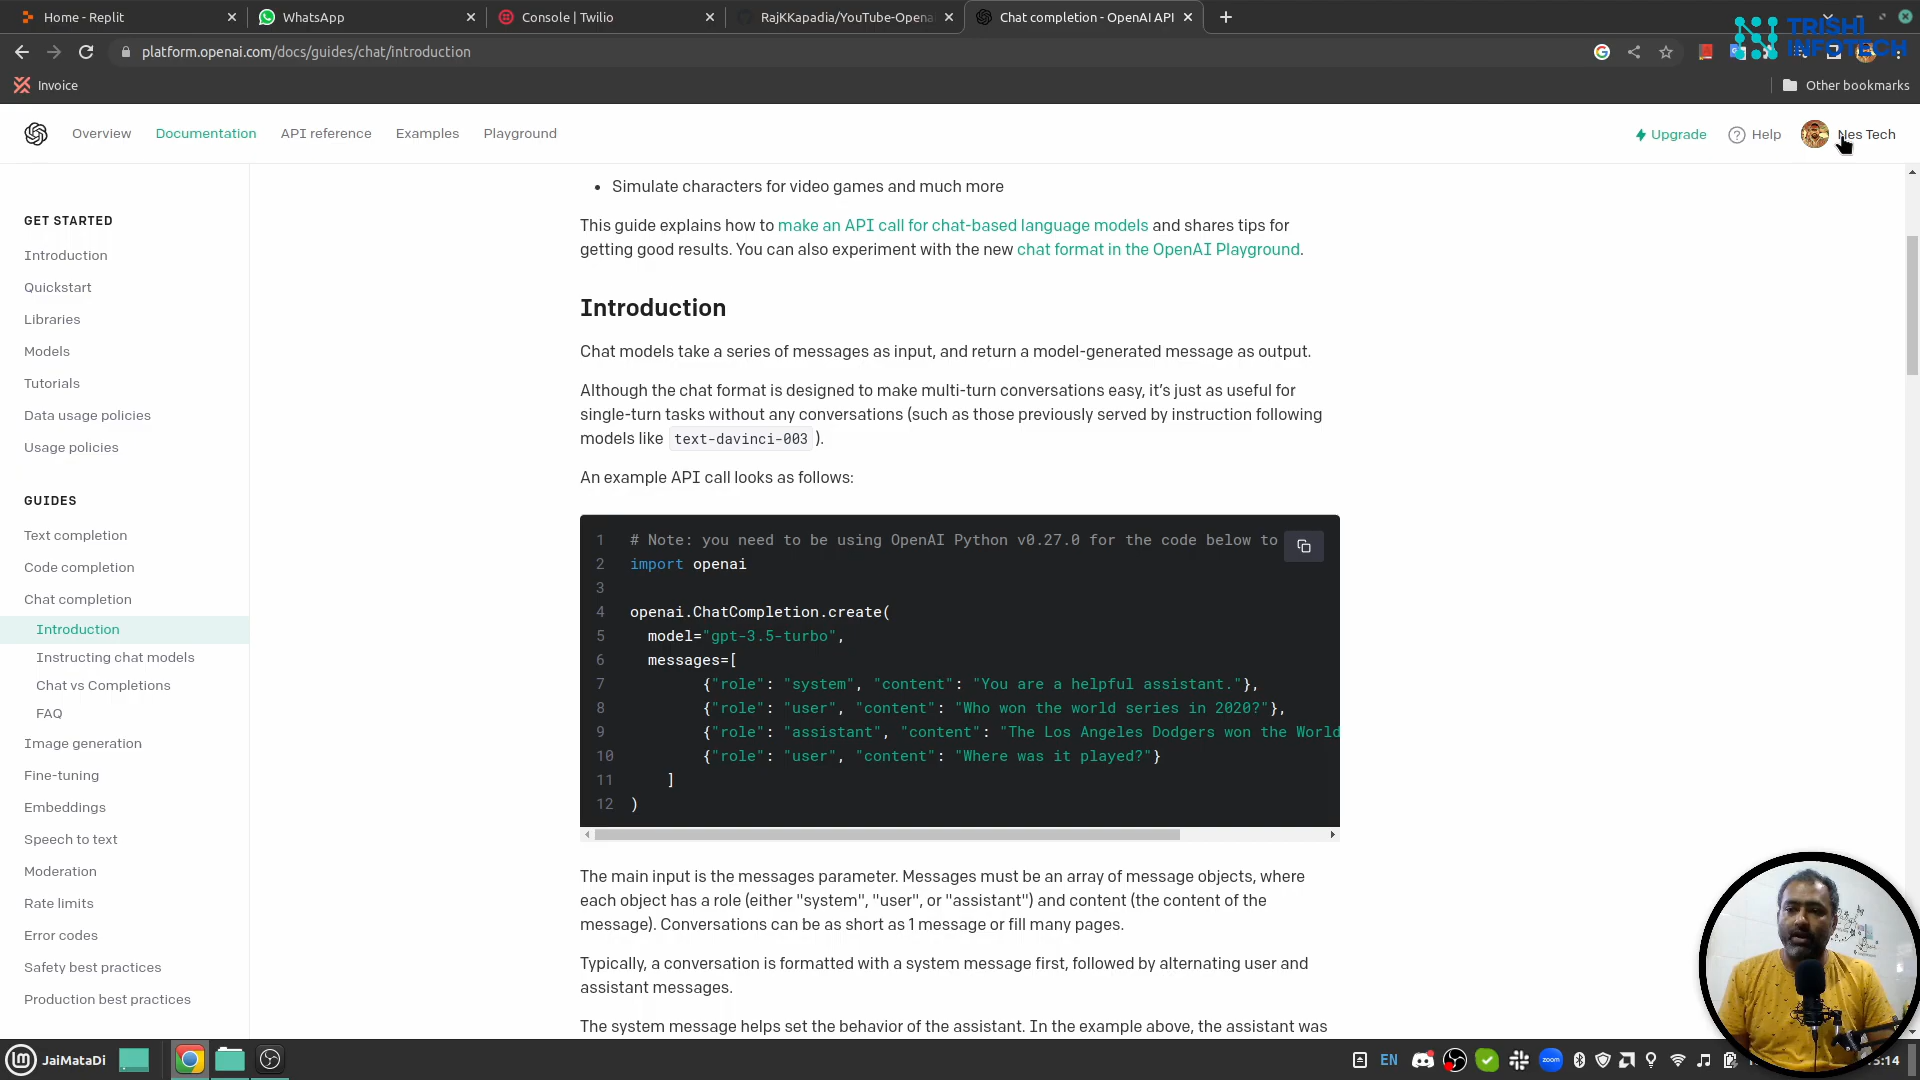 Home - Replit
WhatsApp
Console | Twilio
RajKKapadia/YouTube-Opena
Chat completion - OpenAI API
TRISHI
INFOTECH
platform.openai.com/docs/guides/chat/introduction
Invoice
Other bookmarks
Overview
Documentation
API reference
Examples
Playground
Upgrade
Help
Nes Tech
GET STARTED
Introduction
Quickstart
Libraries
Models
Tutorials
Data usage policies
Usage policies
GUIDES
Text completion
Code completion
Chat completion
Introduction
Instructing chat models
Chat vs Completions
FAQ
Image generation
Fine-tuning
Embeddings
Speech to text
Moderation
Rate limits
Error codes
Safety best practices
Production best practices
• Simulate characters for video games and much more
This guide explains how to make an API call for chat-based language models and shares tips for
getting good results. You can also experiment with the new chat format in the OpenAI Playground.
Introduction
Chat models take a series of messages as input, and return a model-generated message as output.
Although the chat format is designed to make multi-turn conversations easy, it's just as useful for
single-turn tasks without any conversations (such as those previously served by instruction following
models like text-davinci-003 ).
An example API call looks as follows:
1 # Note: you need to be using OpenAI Python v0.27.0 for the code below to
2 import openai
3
4 openai.ChatCompletion.create(
5 model="gpt-3.5-turbo",
6 messages=[
7 {"role": "system", "content": "You are a helpful assistant."},
8 {"role": "user", "content": "Who won the world series in 2020?"},
9 {"role": "assistant", "content": "The Los Angeles Dodgers won the World
10 {"role": "user", "content": "Where was it played?"}
11 ]
12 )
The main input is the messages parameter. Messages must be an array of message objects, where
each object has a role (either "system", "user", or "assistant") and content (the content of the
message). Conversations can be as short as 1 message or fill many pages.
Typically, a conversation is formatted with a system message first, followed by alternating user and
assistant messages.
The system message helps set the behavior of the assistant. In the example above, the assistant was
JaiMataDi
EN
zoom